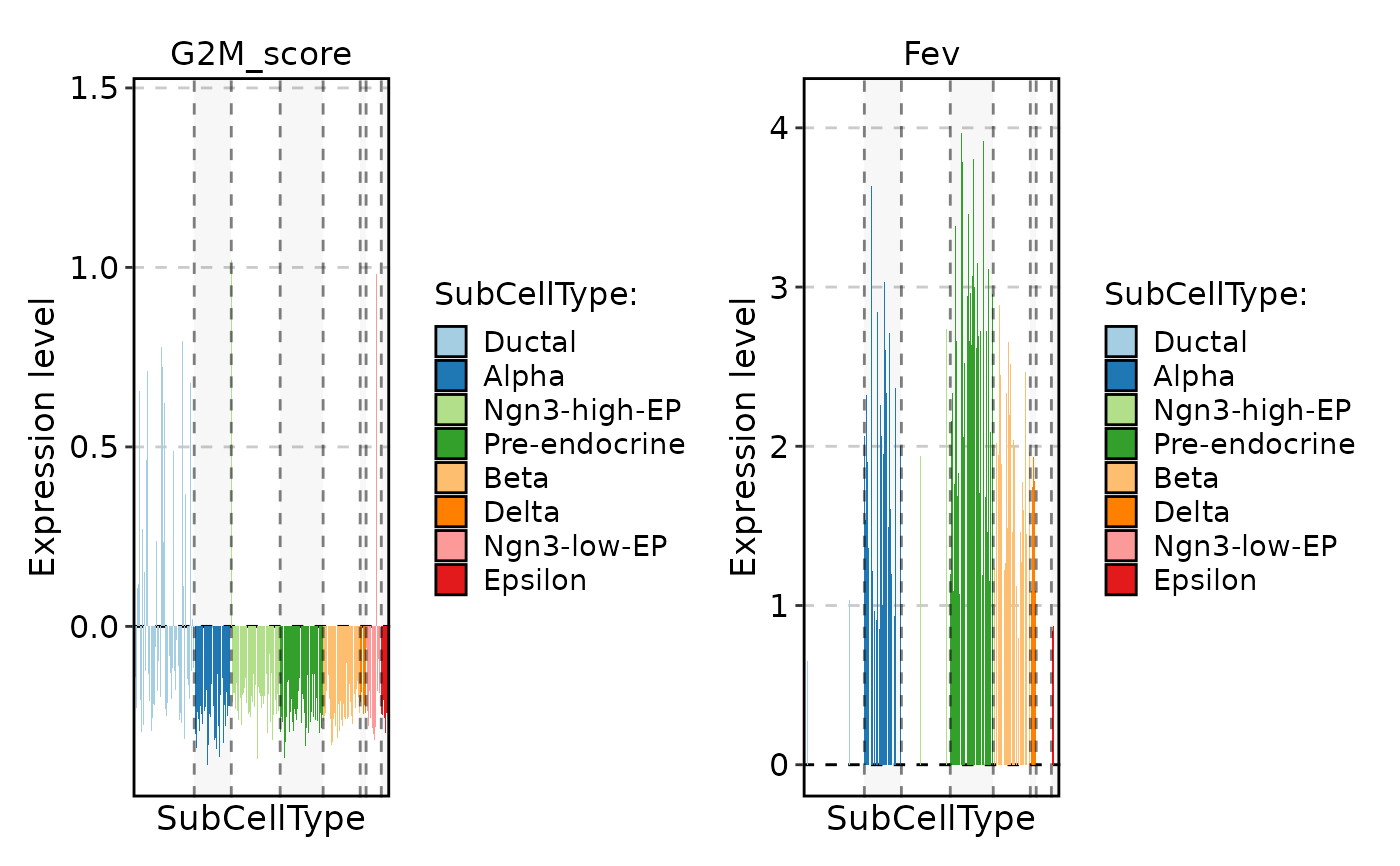 G2M_score
1.5
1.0
0.5
0.0
Expression level
SubCellType
SubCellType:
Ductal
Alpha
Ngn3-high-EP
Pre-endocrine
Beta
Delta
Ngn3-low-EP
Epsilon
Fev
4
3
2
1
0
Expression level
SubCellType
SubCellType:
Ductal
Alpha
Ngn3-high-EP
Pre-endocrine
Beta
Delta
Ngn3-low-EP
Epsilon